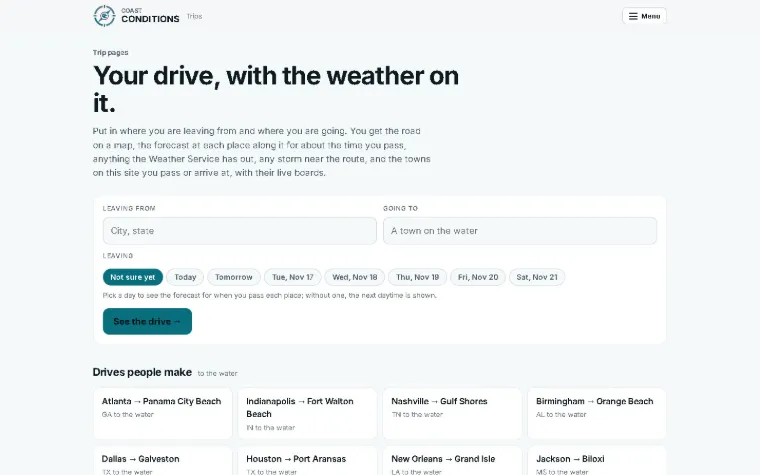 COAST
CONDITIONS
Trips
Menu
Trip pages
Your drive, with the weather on
it.
Put in where you are leaving from and where you are going. You get the road
on a map, the forecast at each place along it for about the time you pass,
anything the Weather Service has out, any storm near the route, and the towns
on this site you pass or arrive at, with their live boards.
LEAVING FROM
GOING TO
City, state
A town on the water
LEAVING
Not sure yet
Today
Tomorrow
Tue, Nov 17
Wed, Nov 18
Thu, Nov 19
Fri, Nov 20
Sat, Nov 21
Pick a day to see the forecast for when you pass each place; without one, the next daytime is shown.
See the drive →
Drives people make to the water
Atlanta → Panama City Beach
GA to the water
Indianapolis → Fort Walton
Beach
IN to the water
Nashville → Gulf Shores
TN to the water
Birmingham → Orange Beach
AL to the water
Dallas → Galveston
TX to the water
Houston → Port Aransas
TX to the water
New Orleans → Grand Isle
LA to the water
Jackson → Biloxi
MS to the water